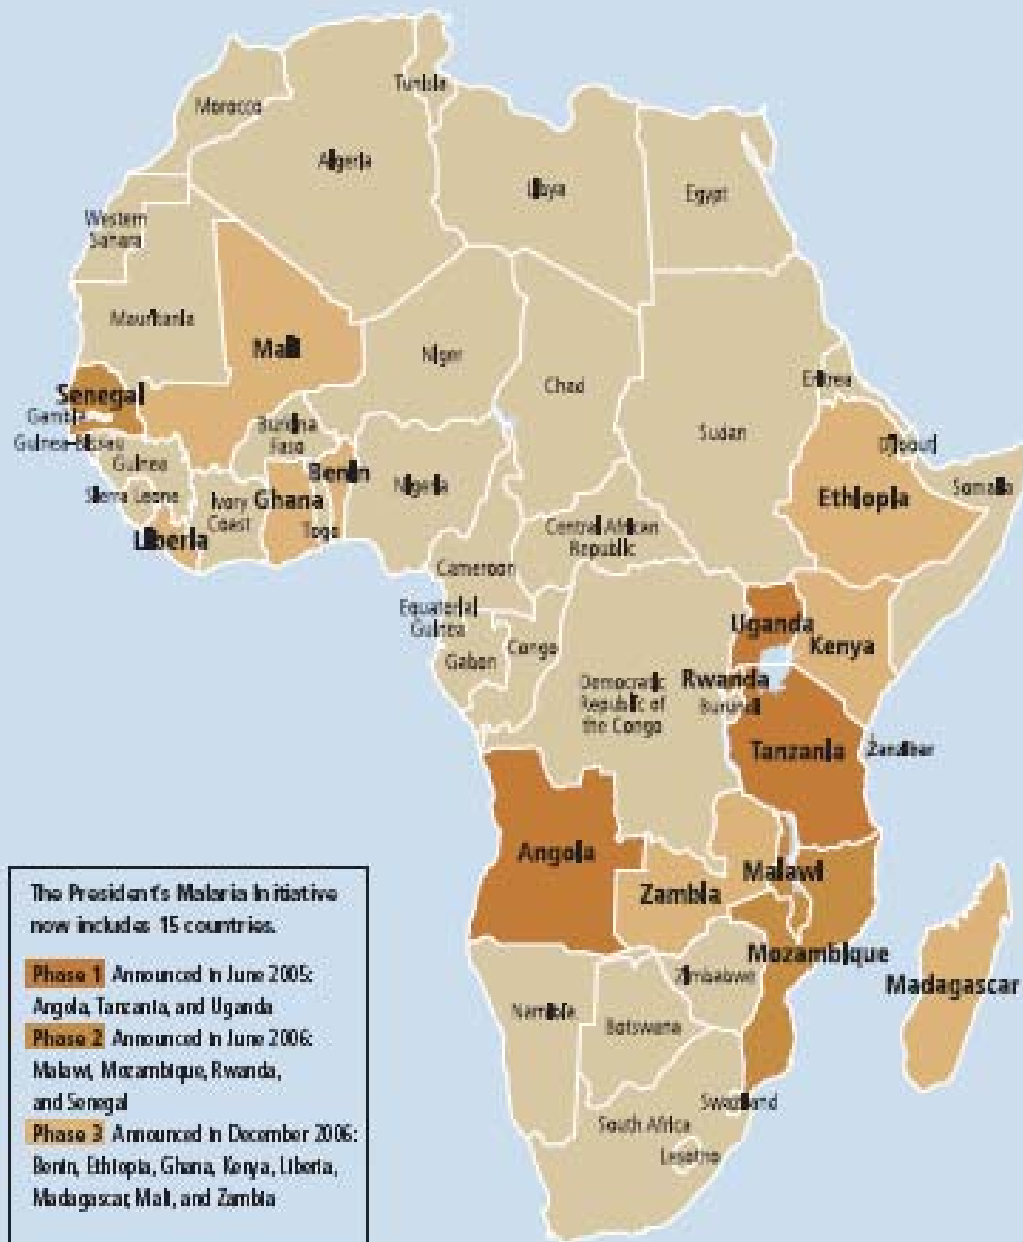 Tunisia
Morocco
Algeria
Libya
Egypt
Western
Sahara
Mauritania
Mali
Niger
Chad
Sudan
Eritrea
Senegal
Gambia
Guinea-Bissau
Guinea
Sierra Leone
Liberia
Ivory
Coast
Burkina
Faso
Ghana
Togo
Benin
Nigeria
Djibouti
Ethiopia
Somalia
Central African
Republic
Cameroon
Equatorial
Guinea
Gabon
Congo
Democratic
Republic of
the Congo
Uganda
Kenya
Rwanda
Burundi
Tanzania
Zanzibar
Angola
Zambia
Malawi
Mozambique
Madagascar
Zimbabwe
Namibia
Botswana
Swaziland
South Africa
Lesotho
The President's Malaria Initiative
now includes 15 countries.
Phase 1 Announced in June 2005:
Angola, Tanzania, and Uganda
Phase 2 Announced in June 2006:
Malawi, Mozambique, Rwanda,
and Senegal
Phase 3 Announced in December 2006:
Benin, Ethiopia, Ghana, Kenya, Liberia,
Madagascar, Mali, and Zambia